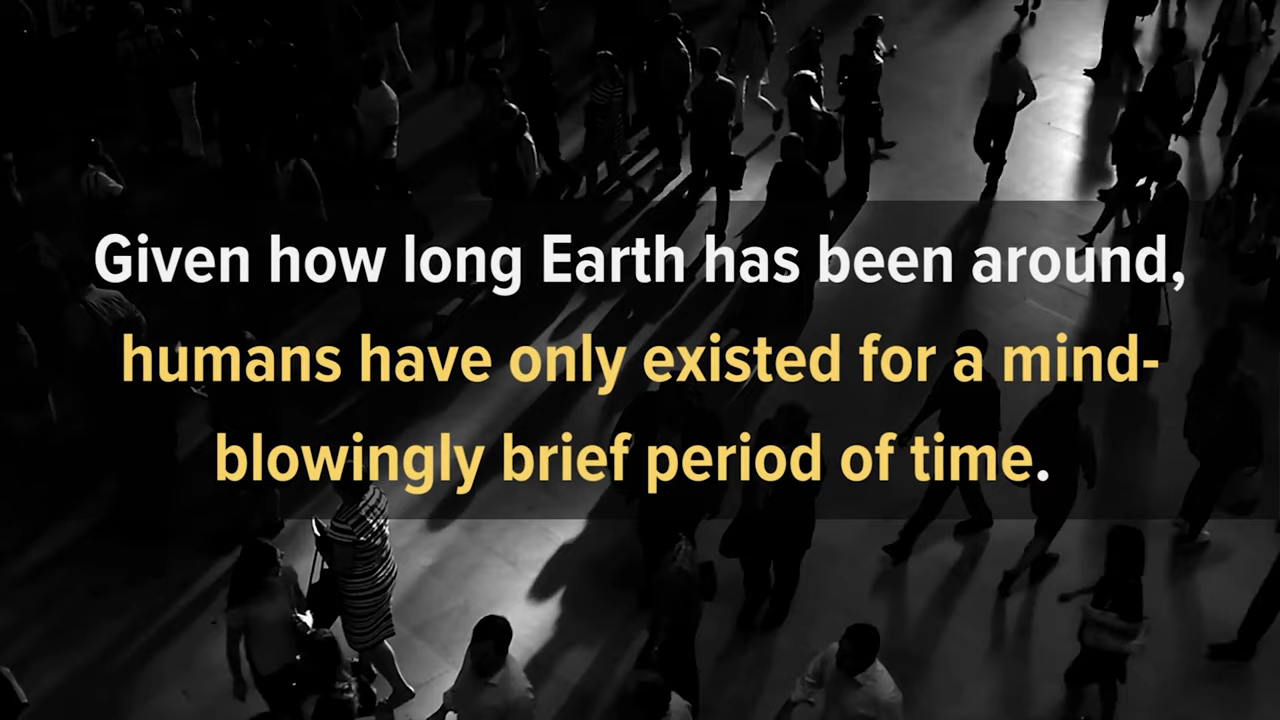 Given how long Earth has been around,
humans have only existed for a mind-
blowingly brief period of time.